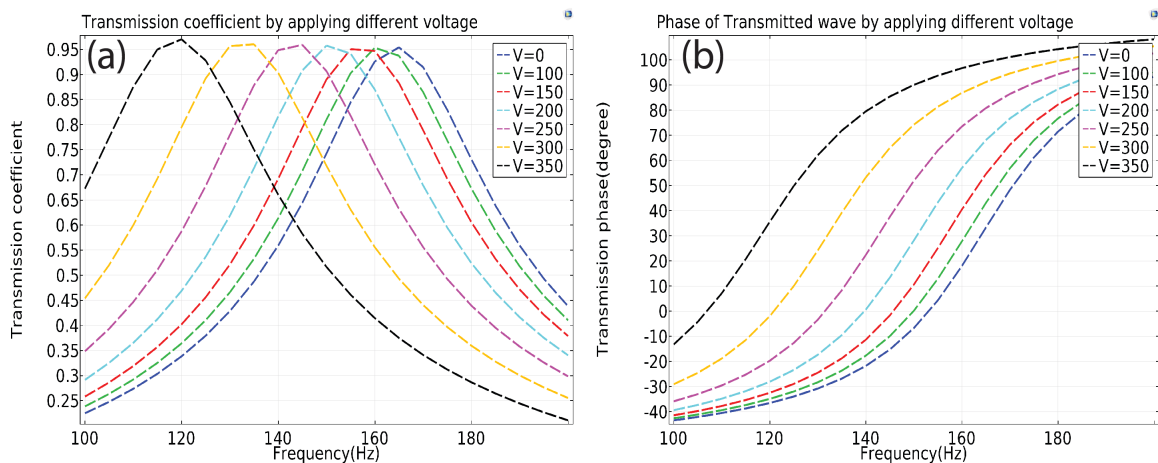 Transmission coefficient by applying different voltage
(a)
Transmission coefficient
0.95
0.9
0.85
0.8
0.75
0.7
0.65
0.6
0.55
0.5
0.45
0.4
0.35
0.3
0.25
100
120
140
160
180
Frequency(Hz)
V=0
V=100
V=150
V=200
V=250
V=300
V=350
Phase of Transmitted wave by applying different voltage
(b)
Transmission phase(degree)
100
90
80
70
60
50
40
30
20
10
0
-10
-20
-30
-40
100
120
140
160
180
Frequency(Hz)
V=0
V=100
V=150
V=200
V=250
V=300
V=350